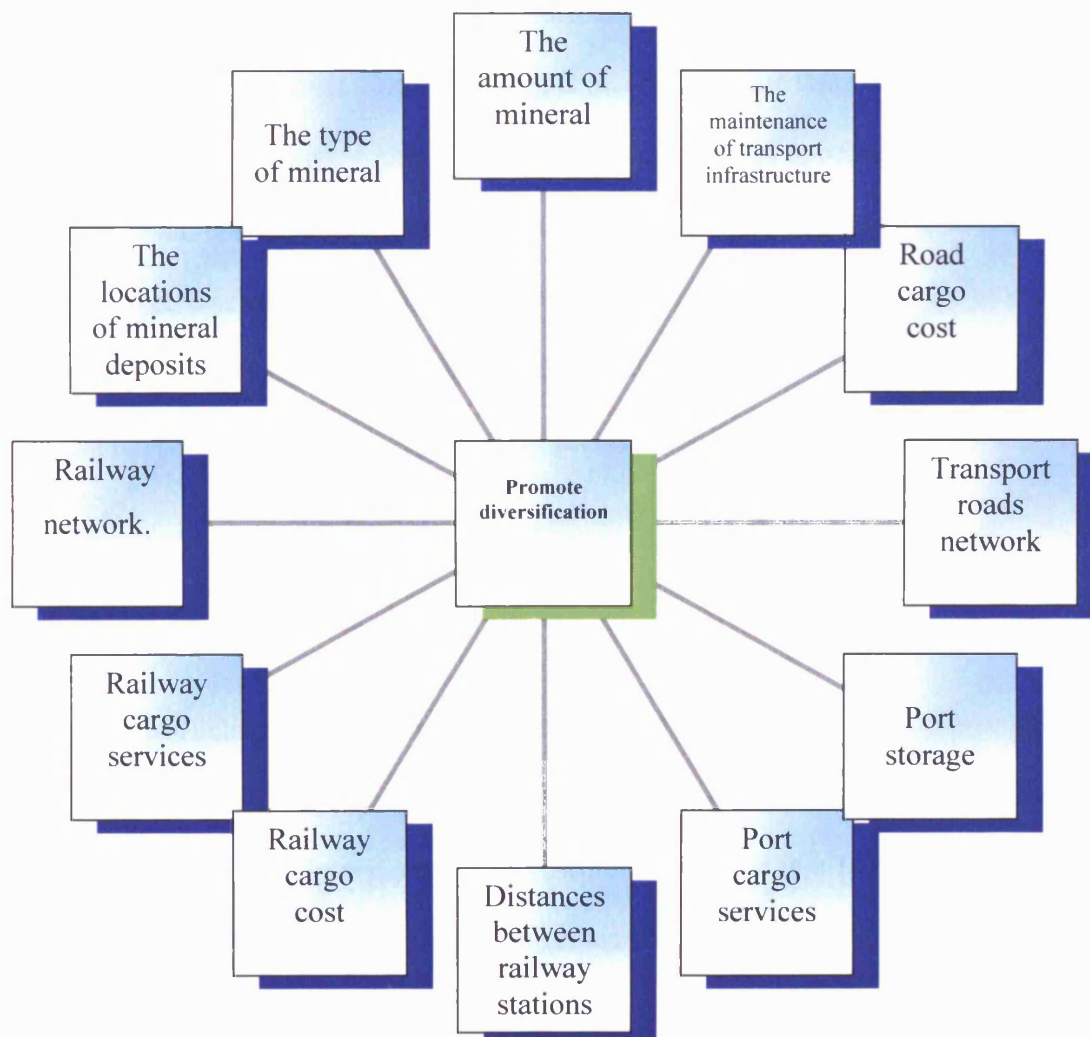 The
amount of
mineral
The
maintenance
of transport
infrastructure
Road
cargo
cost
Transport
roads
network
Port
storage
Port
cargo
services
Distances
between
railway
stations
Railway
cargo
cost
Railway
cargo
services
Railway
network.
The
locations
of mineral
deposits
The type
of mineral
Promote
diversification